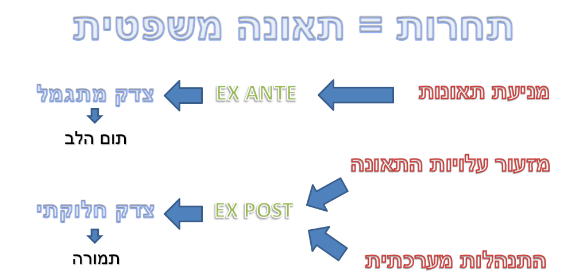 תחרות = תאונה משפטית
מניעת תאונות
EX ANTE
צדק מתגמל
תום הלב
מזעור עלויות התאונה
EX POST
צדק חלוקתי
תמורה
התנהלות מערכתית